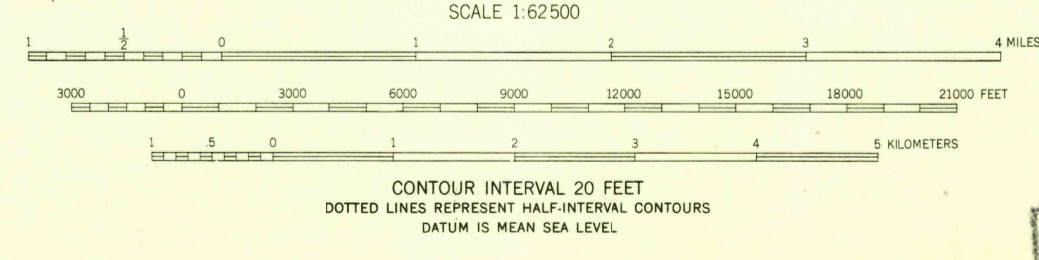 SCALE 1:62500
1 1/2 0 1 2 3 4 MILES
3000 0 3000 6000 9000 12000 15000 18000 21000 FEET
1 .5 0 1 2 3 4 5 KILOMETERS
CONTOUR INTERVAL 20 FEET
DOTTED LINES REPRESENT HALF-INTERVAL CONTOURS
DATUM IS MEAN SEA LEVEL